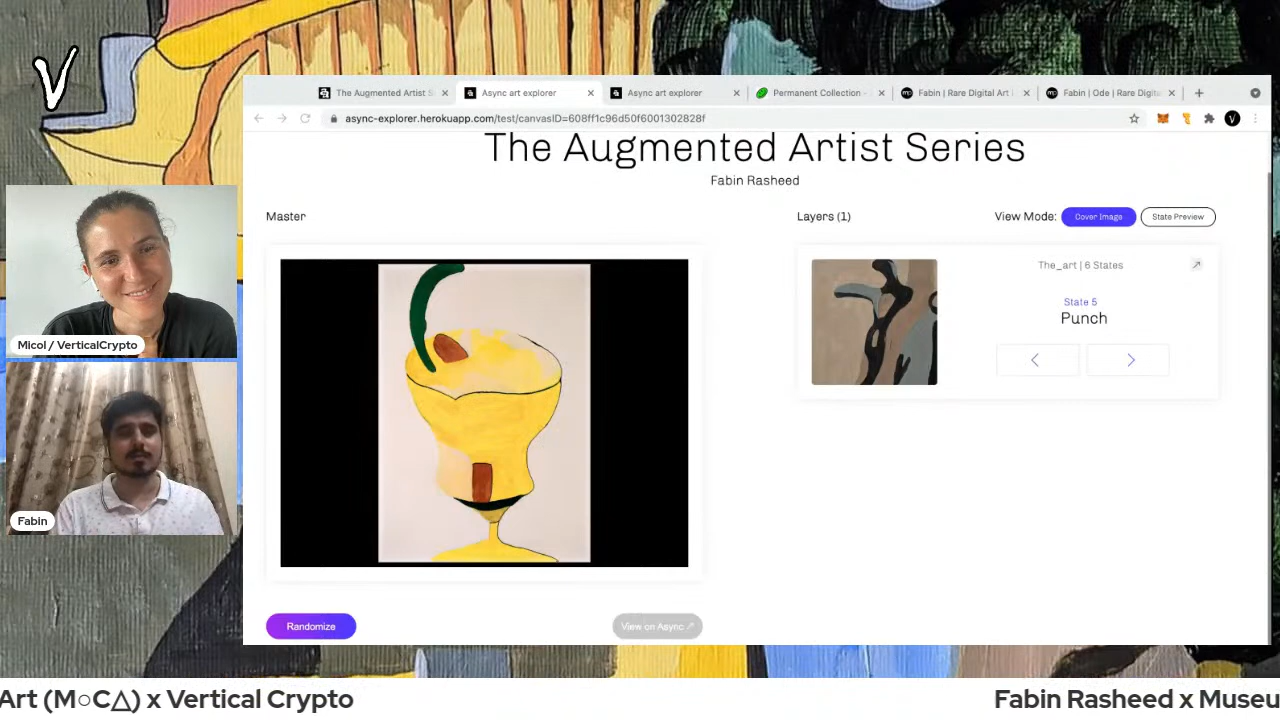 V
The Augmented Artist S
Async art explorer
Async art explorer
Permanent Collection
Fabin | Rare Digital Art
Fabin | Ode | Rare Digita
async-explorer.herokuapp.com/test/canvasID=608ff1c96d50f6001302828f
The Augmented Artist Series
Fabin Rasheed
Master
Layers (1)
View Mode:
Cover Image
State Preview
The_art | 6 States
State 5
Punch
Randomize
View on Async ↗
Micol / VerticalCrypto
Fabin
Art (M○C△) x Vertical Crypto
Fabin Rasheed x Museu